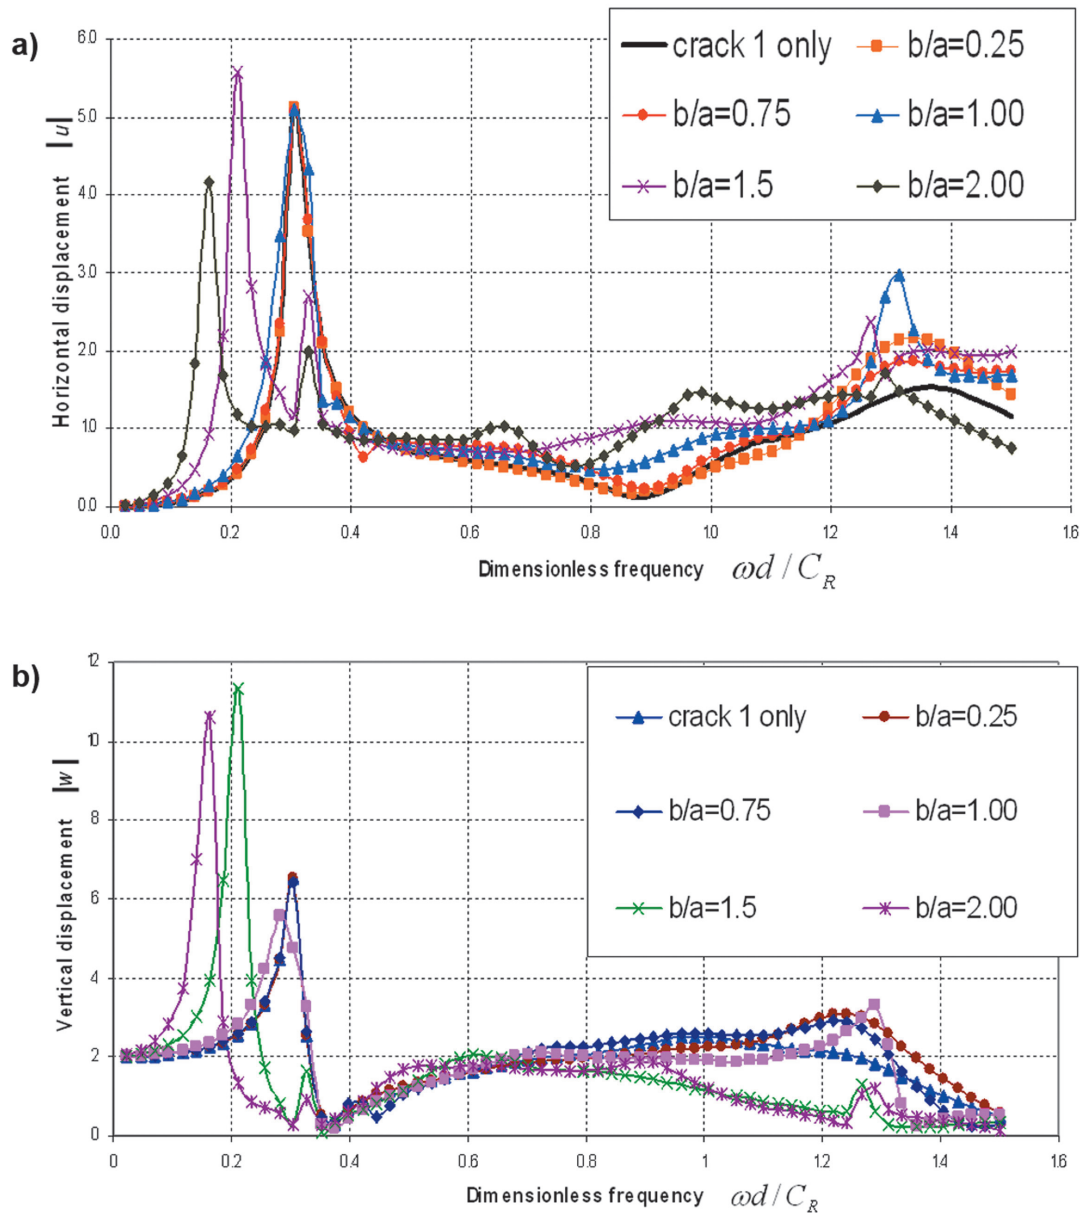 a)
crack 1 only
b/a=0.25
b/a=0.75
b/a=1.00
b/a=1.5
b/a=2.00
Horizontal displacement |u|
6.0
5.0
4.0
3.0
2.0
1.0
0.0
0.0 0.2 0.4 0.6 0.8 1.0 1.2 1.4 1.6
Dimensionless frequency ωd / C_R
b)
crack 1 only
b/a=0.25
b/a=0.75
b/a=1.00
b/a=1.5
b/a=2.00
Vertical displacement |w|
12
10
8
6
4
2
0
0 0.2 0.4 0.6 0.8 1 1.2 1.4 1.6
Dimensionless frequency ωd / C_R